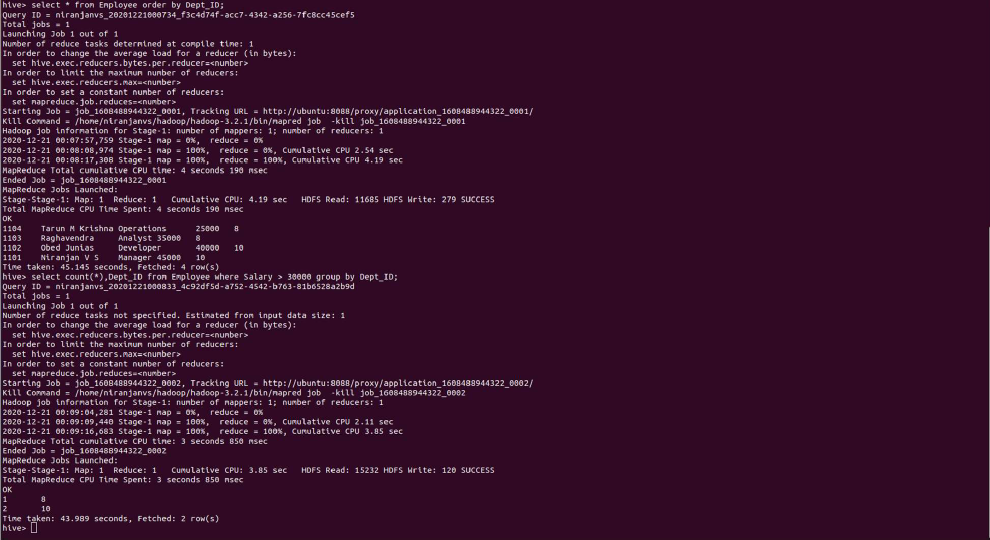 hive> select * from Employee order by Dept_ID;
Query ID = niranjanvs_20201221000734_f3c4d74f-acc7-4342-a256-7fc8cc45cef5
Total jobs = 1
Launching Job 1 out of 1
Number of reduce tasks determined at compile time: 1
In order to change the average load for a reducer (in bytes):
  set hive.exec.reducers.bytes.per.reducer=<number>
In order to limit the maximum number of reducers:
  set hive.exec.reducers.max=<number>
In order to set a constant number of reducers:
  set mapreduce.job.reduces=<number>
Starting Job = job_1608488944322_0001, Tracking URL = http://ubuntu:8088/proxy/application_1608488944322_0001/
Kill Command = /home/niranjanvs/hadoop/hadoop-3.2.1/bin/mapred job  -kill job_1608488944322_0001
Hadoop job information for Stage-1: number of mappers: 1; number of reducers: 1
2020-12-21 00:07:57,759 Stage-1 map = 0%,  reduce = 0%
2020-12-21 00:08:08,974 Stage-1 map = 100%,  reduce = 0%, Cumulative CPU 2.54 sec
2020-12-21 00:08:17,308 Stage-1 map = 100%,  reduce = 100%, Cumulative CPU 4.19 sec
MapReduce Total cumulative CPU time: 4 seconds 190 msec
Ended Job = job_1608488944322_0001
MapReduce Jobs Launched:
Stage-Stage-1: Map: 1  Reduce: 1   Cumulative CPU: 4.19 sec   HDFS Read: 11685 HDFS Write: 279 SUCCESS
Total MapReduce CPU Time Spent: 4 seconds 190 msec
OK
1104	Tarun M Krishna	Operations	25000	8
1103	Raghavendra	Analyst	35000	8
1102	Obed Junias	Developer	40000	10
1101	Niranjan V S	Manager	45000	10
Time taken: 45.145 seconds, Fetched: 4 row(s)
hive> select count(*),Dept_ID from Employee where Salary > 30000 group by Dept_ID;
Query ID = niranjanvs_20201221000833_4c92df5d-a752-4542-b763-81b6528a2b9d
Total jobs = 1
Launching Job 1 out of 1
Number of reduce tasks not specified. Estimated from input data size: 1
In order to change the average load for a reducer (in bytes):
  set hive.exec.reducers.bytes.per.reducer=<number>
In order to limit the maximum number of reducers:
  set hive.exec.reducers.max=<number>
In order to set a constant number of reducers:
  set mapreduce.job.reduces=<number>
Starting Job = job_1608488944322_0002, Tracking URL = http://ubuntu:8088/proxy/application_1608488944322_0002/
Kill Command = /home/niranjanvs/hadoop/hadoop-3.2.1/bin/mapred job  -kill job_1608488944322_0002
Hadoop job information for Stage-1: number of mappers: 1; number of reducers: 1
2020-12-21 00:09:04,281 Stage-1 map = 0%,  reduce = 0%
2020-12-21 00:09:09,440 Stage-1 map = 100%,  reduce = 0%, Cumulative CPU 2.11 sec
2020-12-21 00:09:16,683 Stage-1 map = 100%,  reduce = 100%, Cumulative CPU 3.85 sec
MapReduce Total cumulative CPU time: 3 seconds 850 msec
Ended Job = job_1608488944322_0002
MapReduce Jobs Launched:
Stage-Stage-1: Map: 1  Reduce: 1   Cumulative CPU: 3.85 sec   HDFS Read: 15232 HDFS Write: 120 SUCCESS
Total MapReduce CPU Time Spent: 3 seconds 850 msec
OK
1	8
2	10
Time taken: 43.989 seconds, Fetched: 2 row(s)
hive>